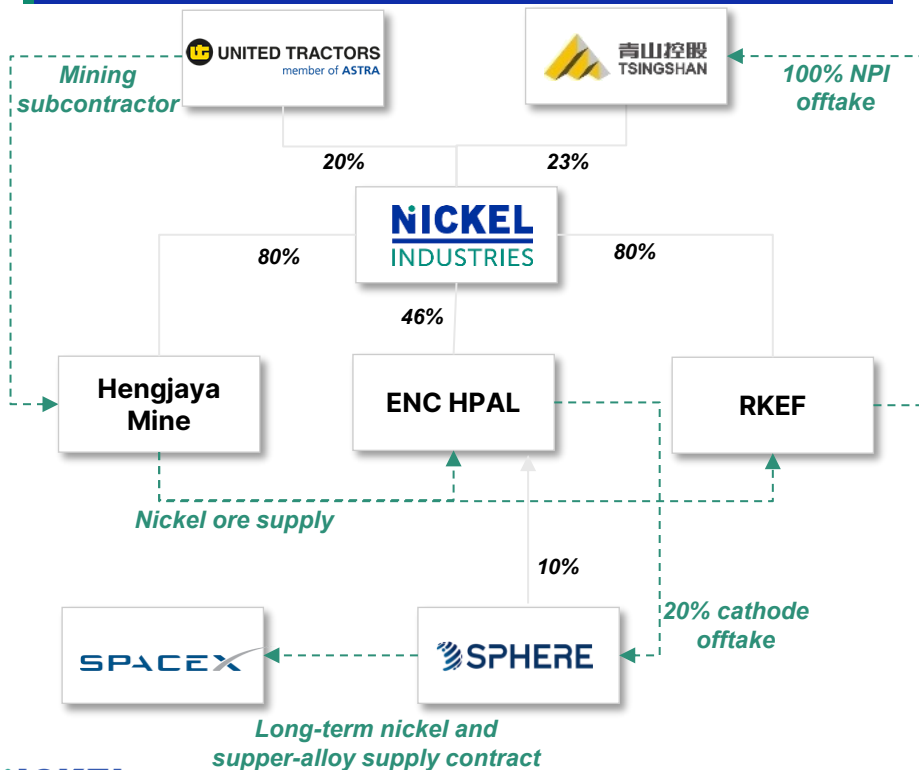 UNITED TRACTORS
member of ASTRA
青山控股
TSINGSHAN
Mining
subcontractor
100% NPI
offtake
20%
23%
NICKEL
INDUSTRIES
80%
80%
46%
Hengjaya
Mine
ENC HPAL
RKEF
Nickel ore supply
10%
20% cathode
offtake
SPACEX
SPHERE
Long-term nickel and
supper-alloy supply contract